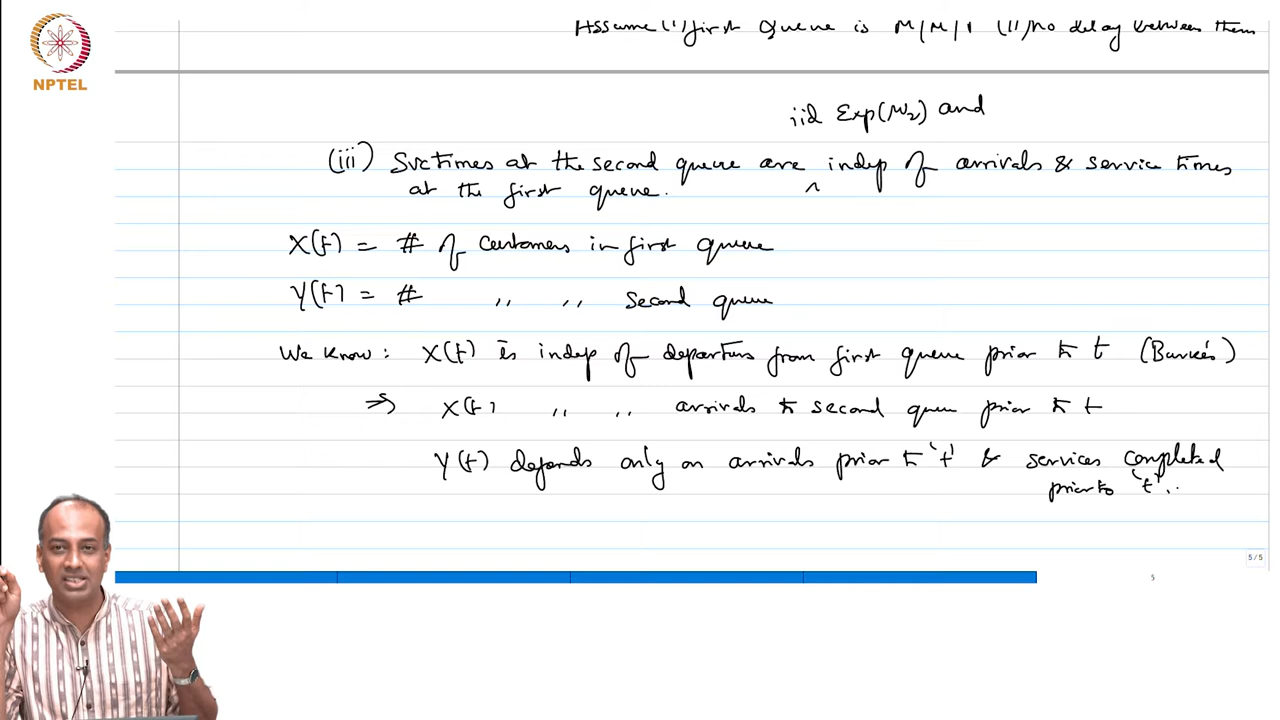 Assume (i) first Queue is M/M/1 (ii) no delay between them
NPTEL
iid Exp(μ2) and
(iii) Svc times at the second queue are ^ indep of arrivals & service times
at the first queue.
X(t) = # of customers in first queue
Y(t) = # " " second queue
We know: X(t) is indep of departures from first queue prior to t (Burke's)
⇒ X(t) " " arrivals to second queue prior to t
Y(t) depends only on arrivals prior to 't' & services completed
prior to 't'.
5/5
5